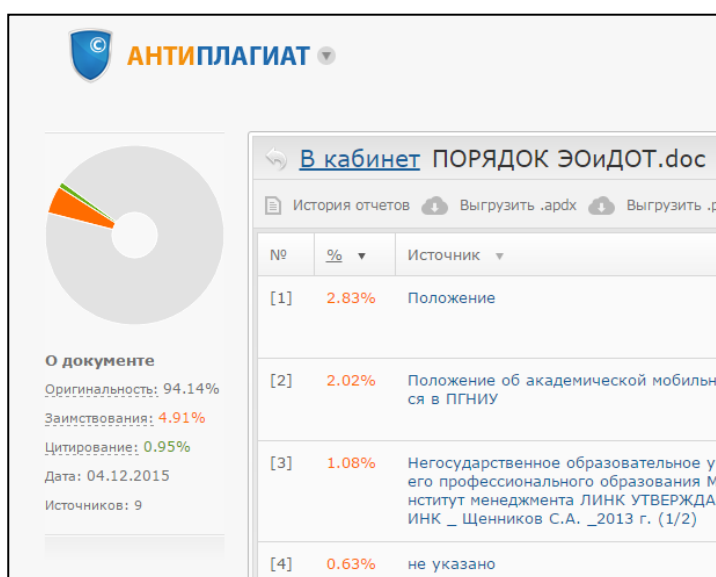 ©
АНТИПЛАГИАТ
О документе
Оригинальность: 94.14%
Заимствования: 4.91%
Цитирование: 0.95%
Дата: 04.12.2015
Источников: 9
В кабинет ПОРЯДОК ЭОиДОТ.doc
История отчетов Выгрузить .apdx Выгрузить .p
№ % Источник
[1] 2.83% Положение
[2] 2.02% Положение об академической мобильн
ся в ПГНИУ
[3] 1.08% Негосударственное образовательное у
его профессионального образования М
нститут менеджмента ЛИНК УТВЕРЖДА
ИНК _ Щенников С.А. _2013 г. (1/2)
[4] 0.63% не указано